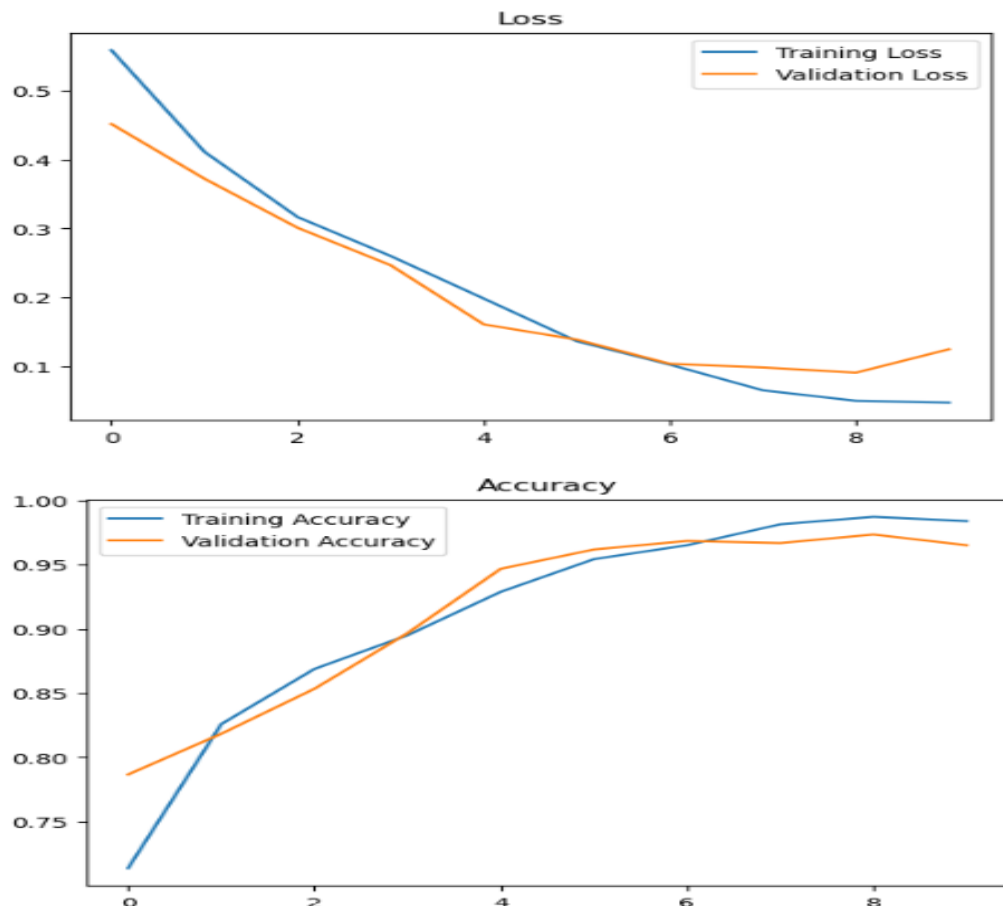 Loss
Training Loss
Validation Loss
0.5
0.4
0.3
0.2
0.1
0 2 4 6 8
Accuracy
1.00
Training Accuracy
Validation Accuracy
0.95
0.90
0.85
0.80
0.75
0 2 4 6 8